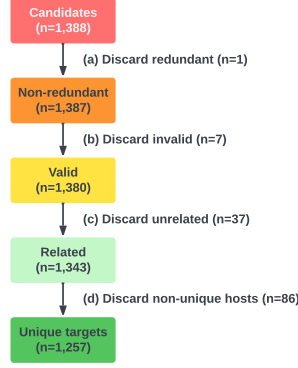 Candidates
(n=1,388)
(a) Discard redundant (n=1)
Non-redundant
(n=1,387)
(b) Discard invalid (n=7)
Valid
(n=1,380)
(c) Discard unrelated (n=37)
Related
(n=1,343)
(d) Discard non-unique hosts (n=86)
Unique targets
(n=1,257)